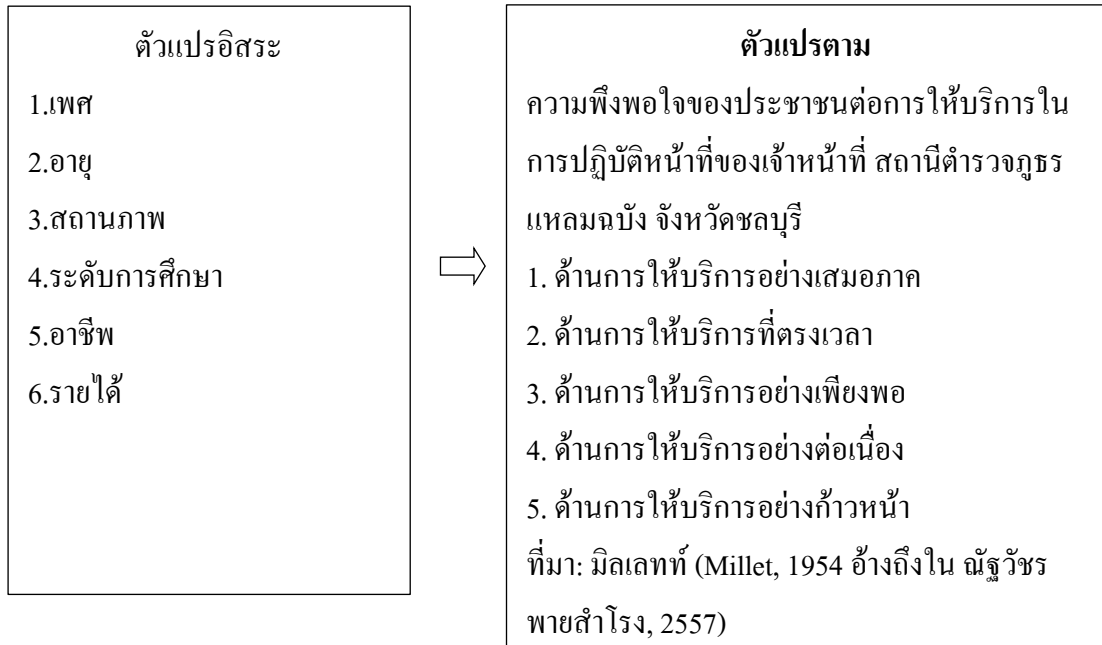 ตัวแปรอิสระ
1.เพศ
2.อายุ
3.สถานภาพ
4.ระดับการศึกษา
5.อาชีพ
6.รายได้
ตัวแปรตาม
ความพึงพอใจของประชาชนต่อการให้บริการใน
การปฏิบัติหน้าที่ของเจ้าหน้าที่ สถานีตำรวจภูธร
แหลมฉบัง จังหวัดชลบุรี
1. ด้านการให้บริการอย่างเสมอภาค
2. ด้านการให้บริการที่ตรงเวลา
3. ด้านการให้บริการอย่างเพียงพอ
4. ด้านการให้บริการอย่างต่อเนื่อง
5. ด้านการให้บริการอย่างก้าวหน้า
ที่มา: มิลเลทท์ (Millet, 1954 อ้างถึงใน ณัฐวัชร
พายสำโรง, 2557)